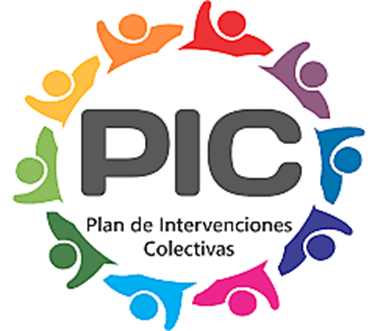 PIC
Plan de Intervenciones
Colectivas